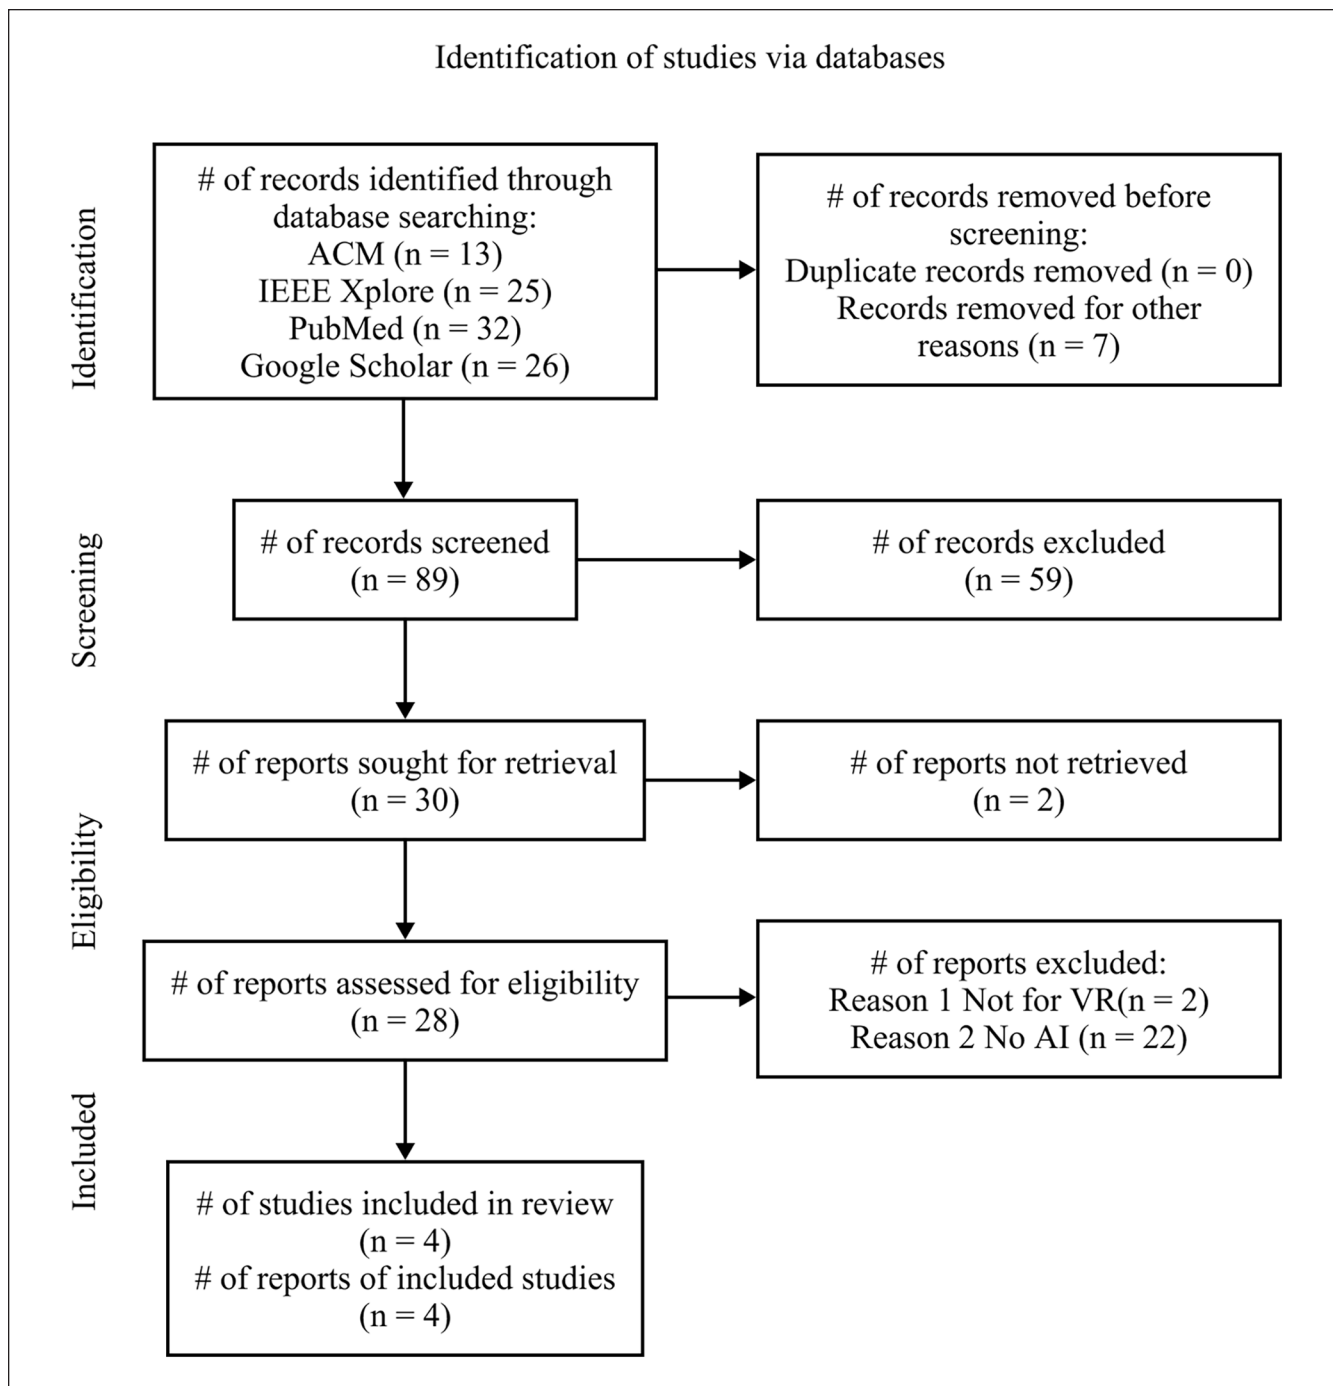 Identification of studies via databases
Identification
# of records identified through
database searching:
ACM (n = 13)
IEEE Xplore (n = 25)
PubMed (n = 32)
Google Scholar (n = 26)
# of records removed before
screening:
Duplicate records removed (n = 0)
Records removed for other
reasons (n = 7)
Screening
# of records screened
(n = 89)
# of records excluded
(n = 59)
Eligibility
# of reports sought for retrieval
(n = 30)
# of reports not retrieved
(n = 2)
# of reports assessed for eligibility
(n = 28)
# of reports excluded:
Reason 1 Not for VR(n = 2)
Reason 2 No AI (n = 22)
Included
# of studies included in review
(n = 4)
# of reports of included studies
(n = 4)